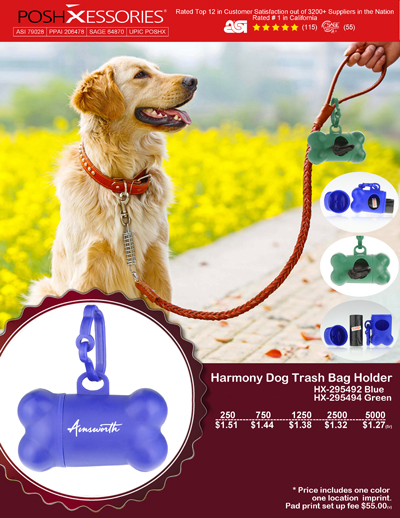 POSHXESSORIES®
ASI 79028 | PPAI 206478 | SAGE 64870 | UPIC POSHX
Rated Top 12 in Customer Satisfaction out of 3200+ Suppliers in the Nation
Rated # 1 in California
asi (115) SAGE (55)
Ainsworth
Harmony Dog Trash Bag Holder
HX-295492 Blue
HX-295494 Green
250 750 1250 2500 5000
$1.51 $1.44 $1.38 $1.32 $1.27(r)
* Price includes one color
one location imprint.
Pad print set up fee $55.00(v)